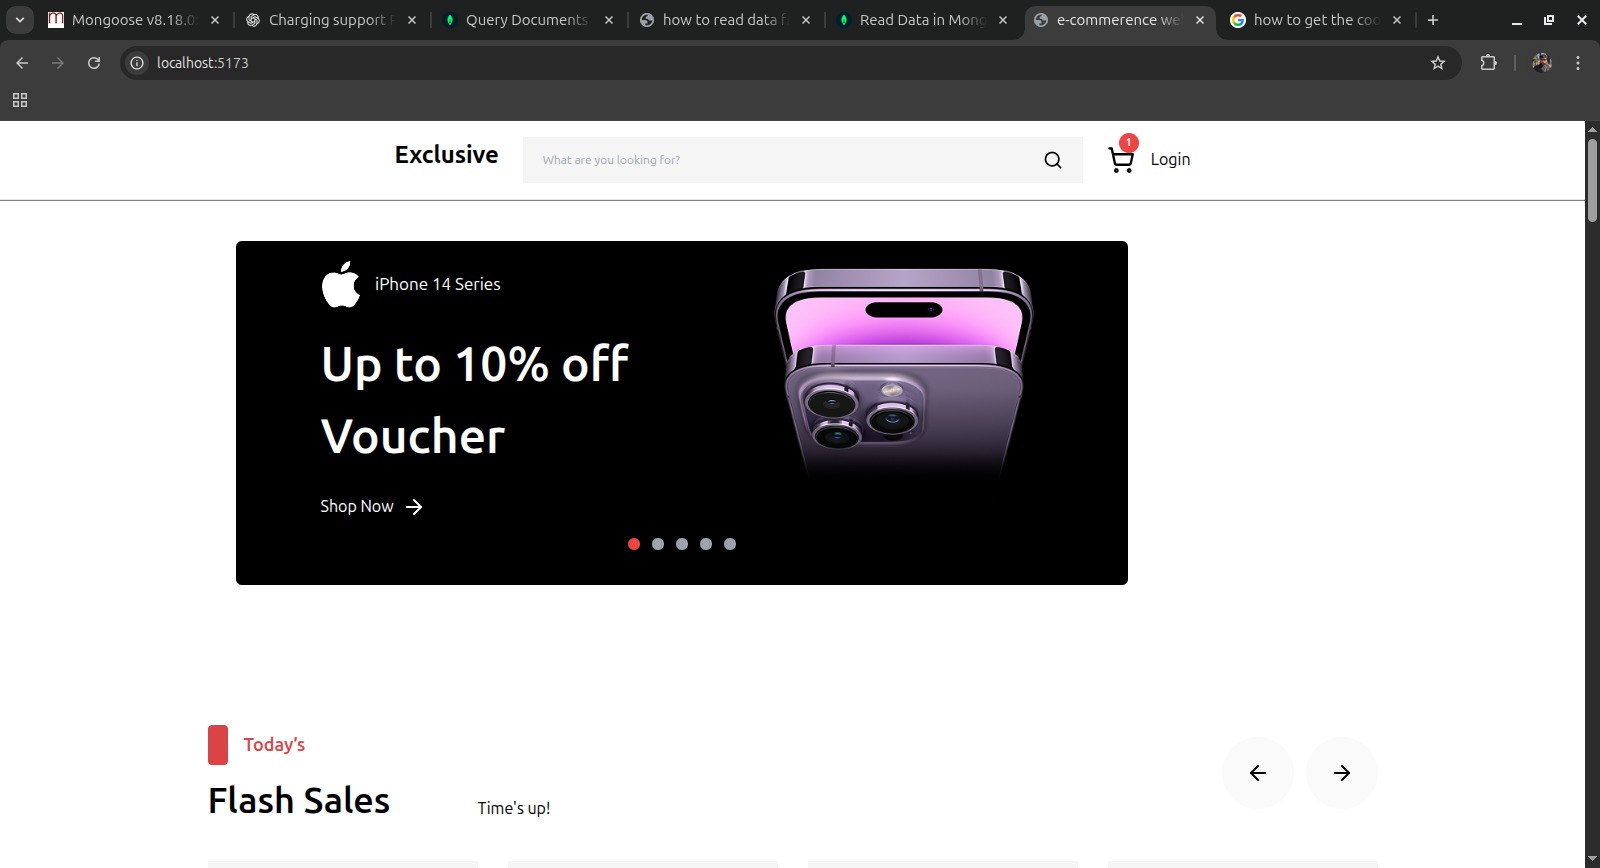 Mongoose v8.18.0
Charging support
Query Documents
how to read data f
Read Data in Mong
e-commerence we
how to get the coo
localhost:5173
Exclusive
What are you looking for?
1
Login
iPhone 14 Series
Up to 10% off
Voucher
Shop Now
Today’s
Flash Sales
Time's up!